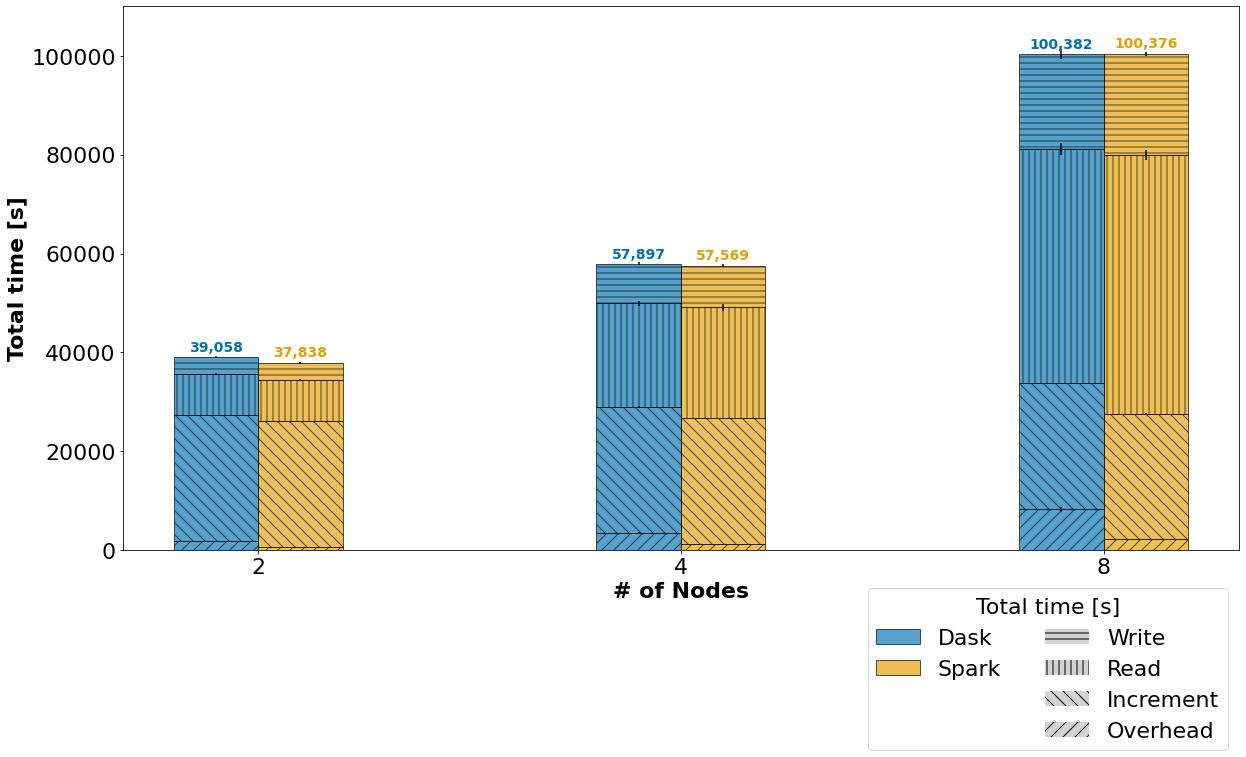 Total time [s]
100000
80000
60000
40000
20000
0
39,058
37,838
57,897
57,569
100,382
100,376
2
4
8
# of Nodes
Total time [s]
Dask
Spark
Write
Read
Increment
Overhead